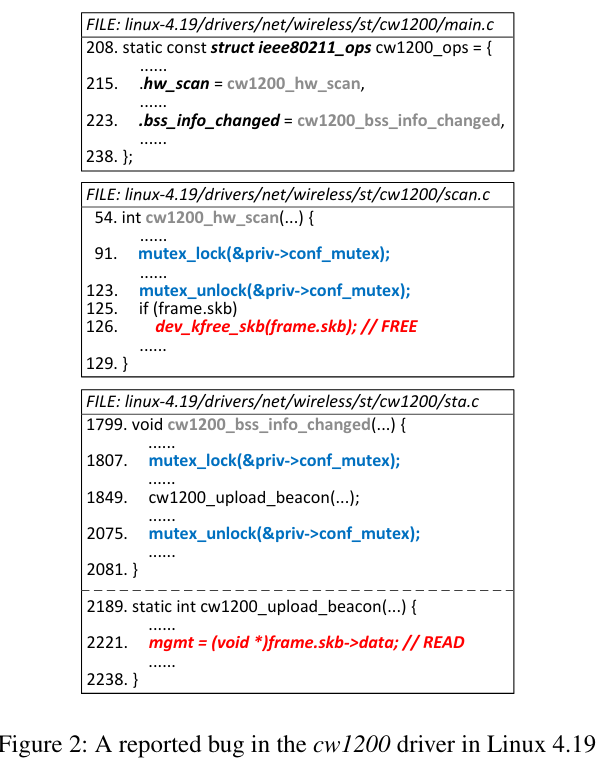 FILE: linux-4.19/drivers/net/wireless/st/cw1200/main.c
208. static const struct ieee80211_ops cw1200_ops = {
......
215. .hw_scan = cw1200_hw_scan,
......
223. .bss_info_changed = cw1200_bss_info_changed,
......
238. };
FILE: linux-4.19/drivers/net/wireless/st/cw1200/scan.c
54. int cw1200_hw_scan(...) {
......
91. mutex_lock(&priv->conf_mutex);
......
123. mutex_unlock(&priv->conf_mutex);
125. if (frame.skb)
126. dev_kfree_skb(frame.skb); // FREE
......
129. }
FILE: linux-4.19/drivers/net/wireless/st/cw1200/sta.c
1799. void cw1200_bss_info_changed(...) {
......
1807. mutex_lock(&priv->conf_mutex);
......
1849. cw1200_upload_beacon(...);
......
2075. mutex_unlock(&priv->conf_mutex);
......
2081. }
2189. static int cw1200_upload_beacon(...) {
......
2221. mgmt = (void *)frame.skb->data; // READ
......
2238. }
Figure 2: A reported bug in the cw1200 driver in Linux 4.19